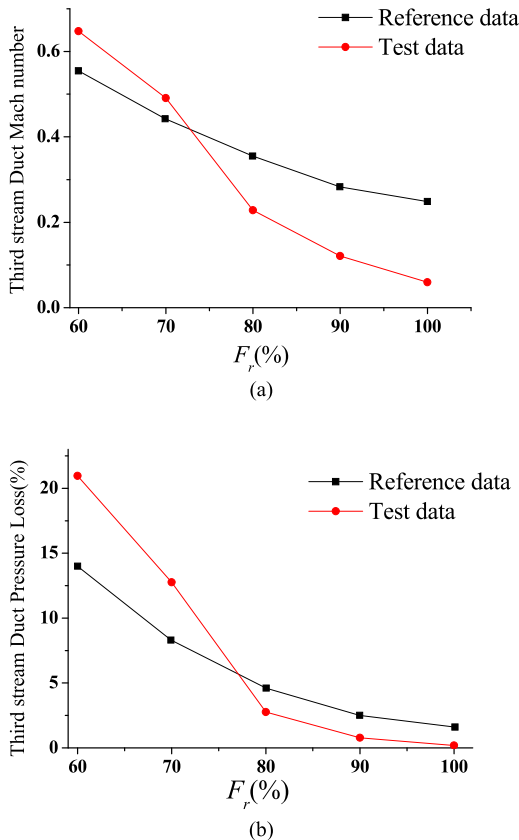 Reference data
Test data
Third stream Duct Mach number
0.6
0.4
0.2
0.0
60 70 80 90 100
F_r(%)
(a)
Reference data
Test data
Third stream Duct Pressure Loss(%)
20
15
10
5
0
60 70 80 90 100
F_r(%)
(b)